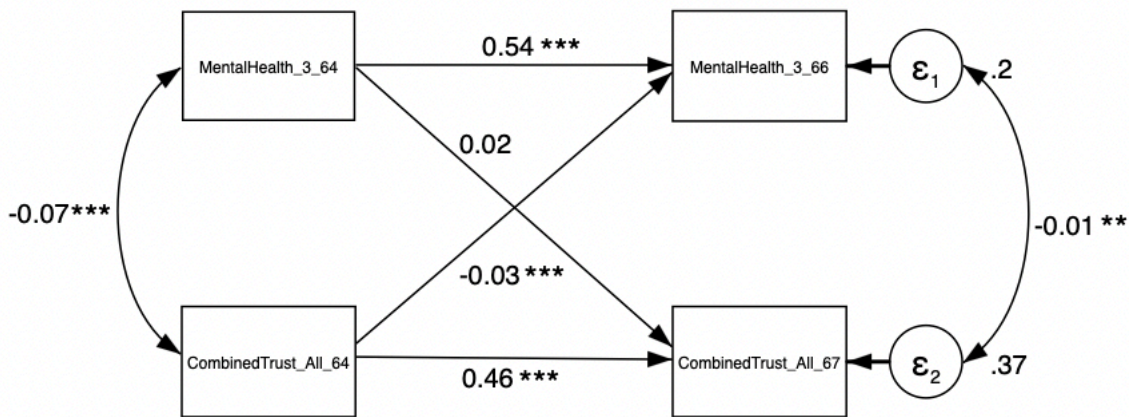 0.54 ***
MentalHealth_3_64
MentalHealth_3_66
ε1
.2
0.02
-0.07***
-0.01 **
-0.03 ***
CombinedTrust_All_64
CombinedTrust_All_67
ε2
.37
0.46 ***